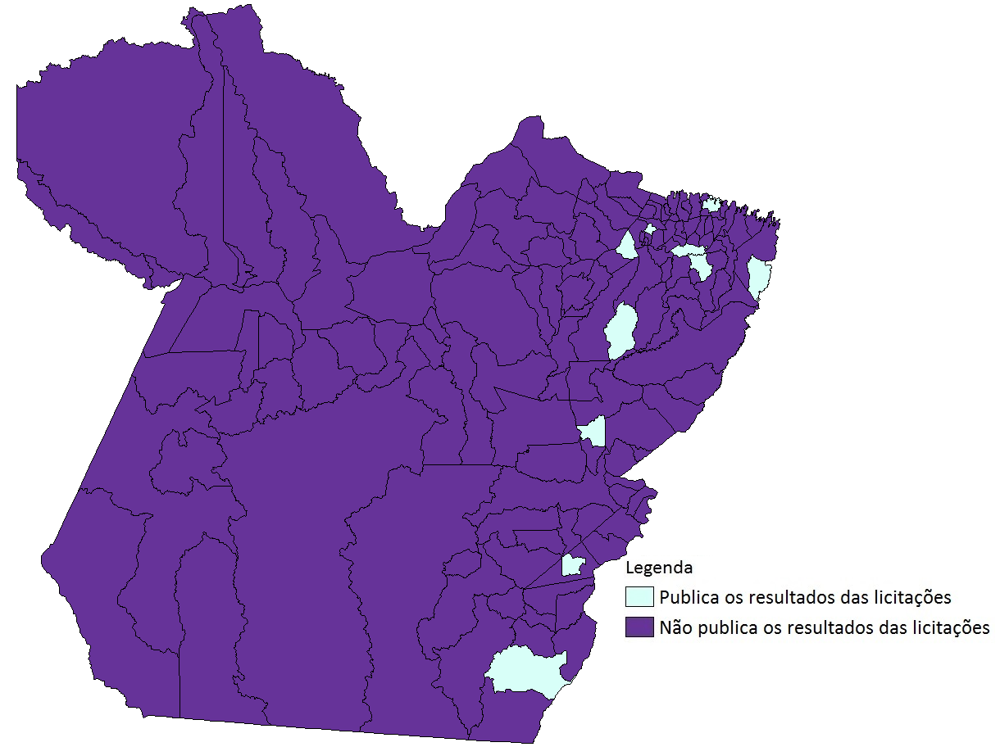 Legenda
Publica os resultados das licitações
Não publica os resultados das licitações